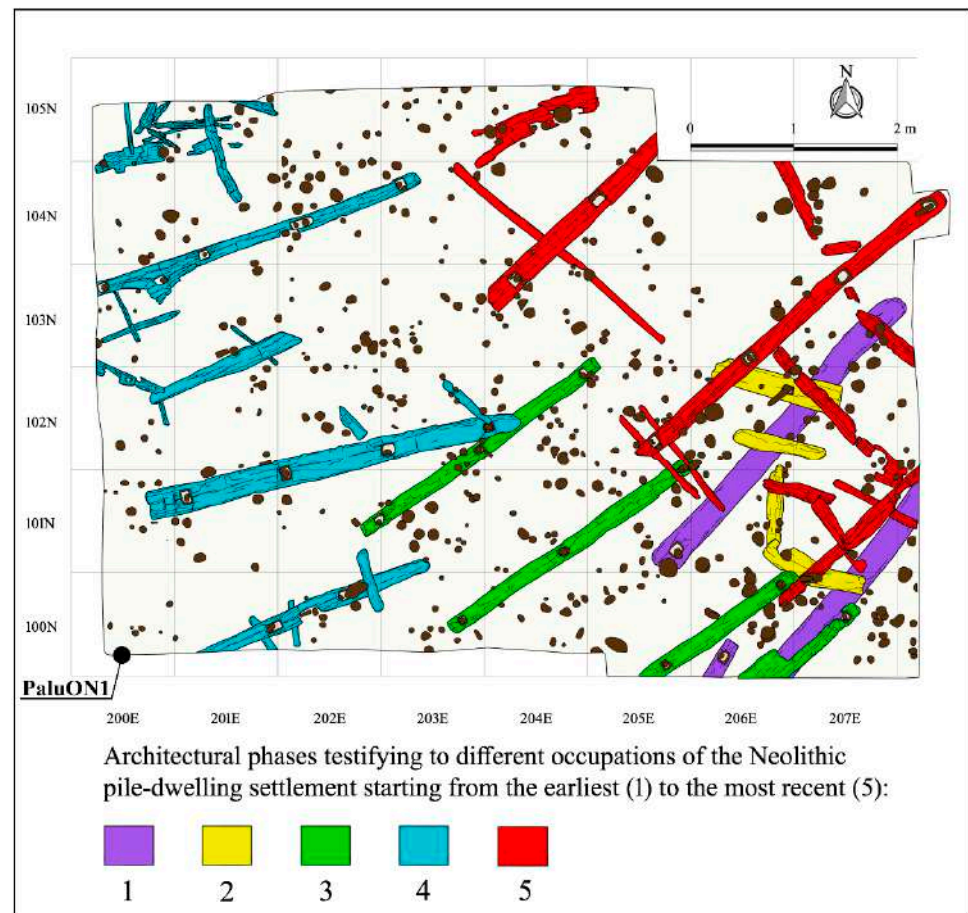 105N
N
0 1 2 m
104N
103N
102N
101N
100N
PaluON1
200E 201E 202E 203E 204E 205E 206E 207E
Architectural phases testifying to different occupations of the Neolithic
pile-dwelling settlement starting from the earliest (1) to the most recent (5):
1 2 3 4 5